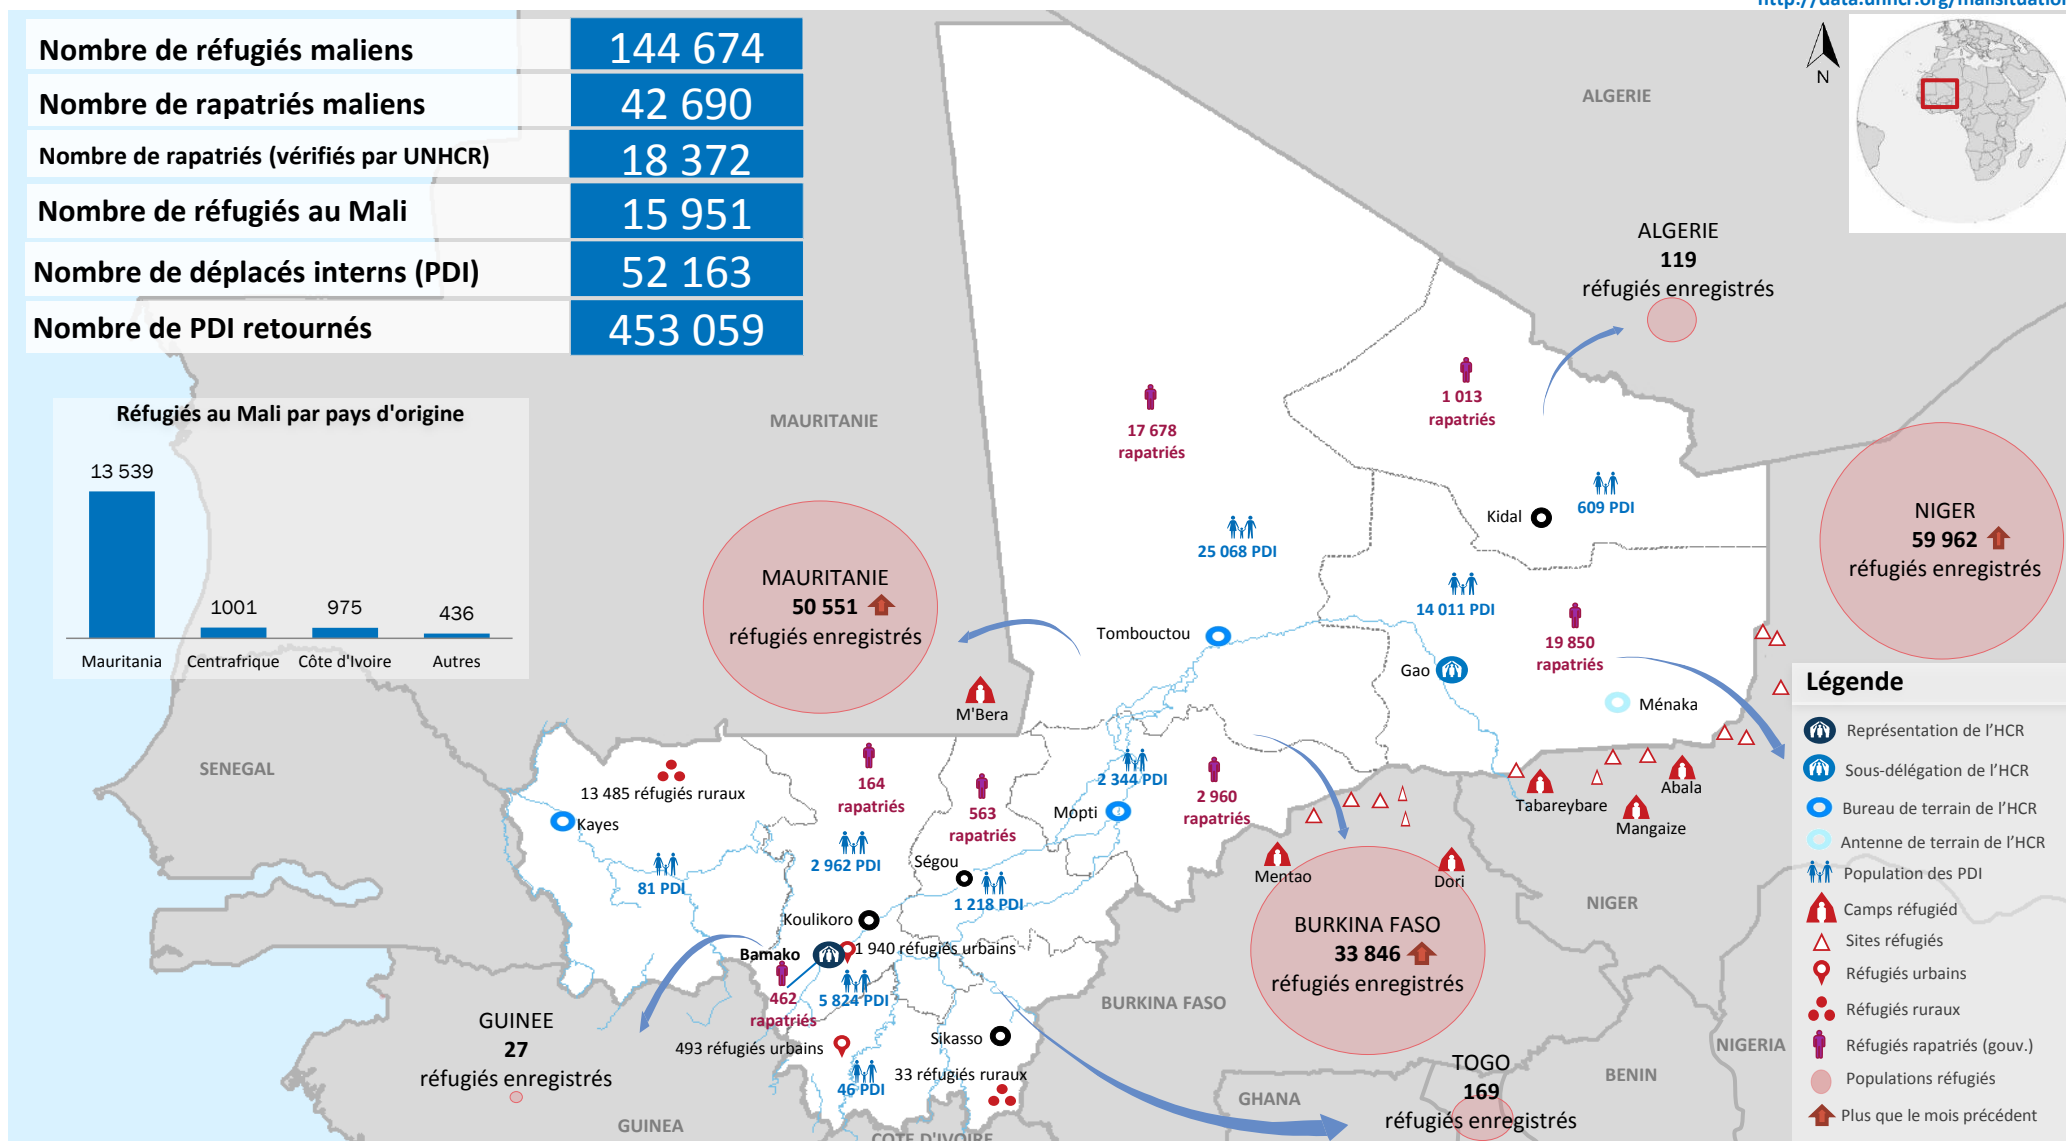 http://data.unhcr.org/malisituation
Nombre de réfugiés maliens 144 674
Nombre de rapatriés maliens 42 690
Nombre de rapatriés (vérifiés par UNHCR) 18 372
Nombre de réfugiés au Mali 15 951
Nombre de déplacés interns (PDI) 52 163
Nombre de PDI retournés 453 059
Réfugiés au Mali par pays d'origine
13 539
1001
975
436
Mauritania
Centrafrique
Côte d'Ivoire
Autres
N
ALGERIE
ALGERIE
119
réfugiés enregistrés
MAURITANIE
1 013
rapatriés
17 678
rapatriés
609 PDI
Kidal
25 068 PDI
NIGER
59 962
réfugiés enregistrés
MAURITANIE
50 551
réfugiés enregistrés
14 011 PDI
19 850
rapatriés
Tombouctou
Gao
Ménaka
M'Bera
SENEGAL
13 485 réfugiés ruraux
Kayes
81 PDI
164
rapatriés
2 962 PDI
563
rapatriés
2 344 PDI
Mopti
2 960
rapatriés
Ségou
1 218 PDI
Koulikoro
Bamako
1 940 réfugiés urbains
462
rapatriés
5 824 PDI
493 réfugiés urbains
46 PDI
Sikasso
33 réfugiés ruraux
Tabareybare
Abala
Mangaize
Mentao
Dori
BURKINA FASO
33 846
réfugiés enregistrés
BURKINA FASO
NIGER
GUINEE
27
réfugiés enregistrés
GUINEA
COTE D'IVOIRE
GHANA
TOGO
169
réfugiés enregistrés
BENIN
NIGERIA
Légende
Représentation de l'HCR
Sous-délégation de l'HCR
Bureau de terrain de l'HCR
Antenne de terrain de l'HCR
Population des PDI
Camps réfugiéd
Sites réfugiés
Réfugiés urbains
Réfugiés ruraux
Réfugiés rapatriés (gouv.)
Populations réfugiés
Plus que le mois précédent